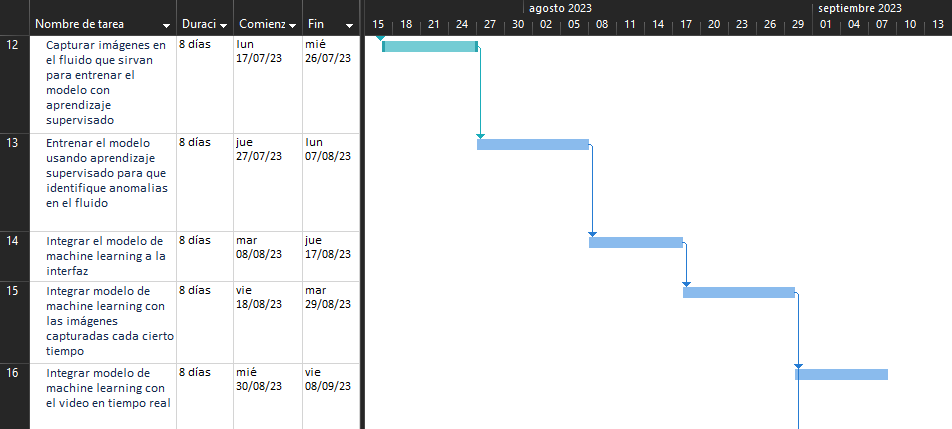 agosto 2023 septiembre 2023
Nombre de tarea Duraci Comienz Fin 15 18 21 24 27 30 02 05 08 11 14 17 20 23 26 29 01 04 07 10 13
12 Capturar imágenes en 8 días lun mié
el fluido que sirvan 17/07/23 26/07/23
para entrenar el
modelo con
aprendizaje
supervisado
13 Entrenar el modelo 8 días jue lun
usando aprendizaje 27/07/23 07/08/23
supervisado para que
identifique anomalias
en el fluido
14 Integrar el modelo de 8 días mar jue
machine learning a la 08/08/23 17/08/23
interfaz
15 Integrar modelo de 8 días vie mar
machine learning con 18/08/23 29/08/23
las imágenes
capturadas cada cierto
tiempo
16 Integrar modelo de 8 días mié vie
machine learning con 30/08/23 08/09/23
el video en tiempo real